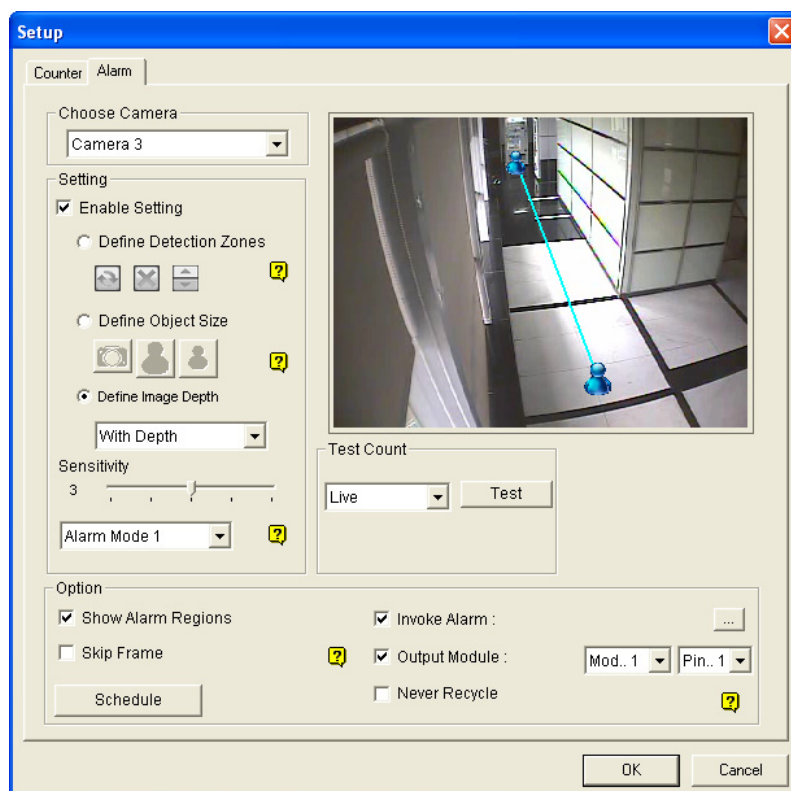 Setup
Counter
Alarm
Choose Camera
Camera 3
Setting
Enable Setting
Define Detection Zones
?
Define Object Size
?
Define Image Depth
With Depth
Sensitivity
3
Alarm Mode 1
?
Test Count
Live
Test
Option
Show Alarm Regions
Invoke Alarm :
...
Skip Frame
?
Output Module :
Mod.. 1
Pin.. 1
Schedule
Never Recycle
?
OK
Cancel